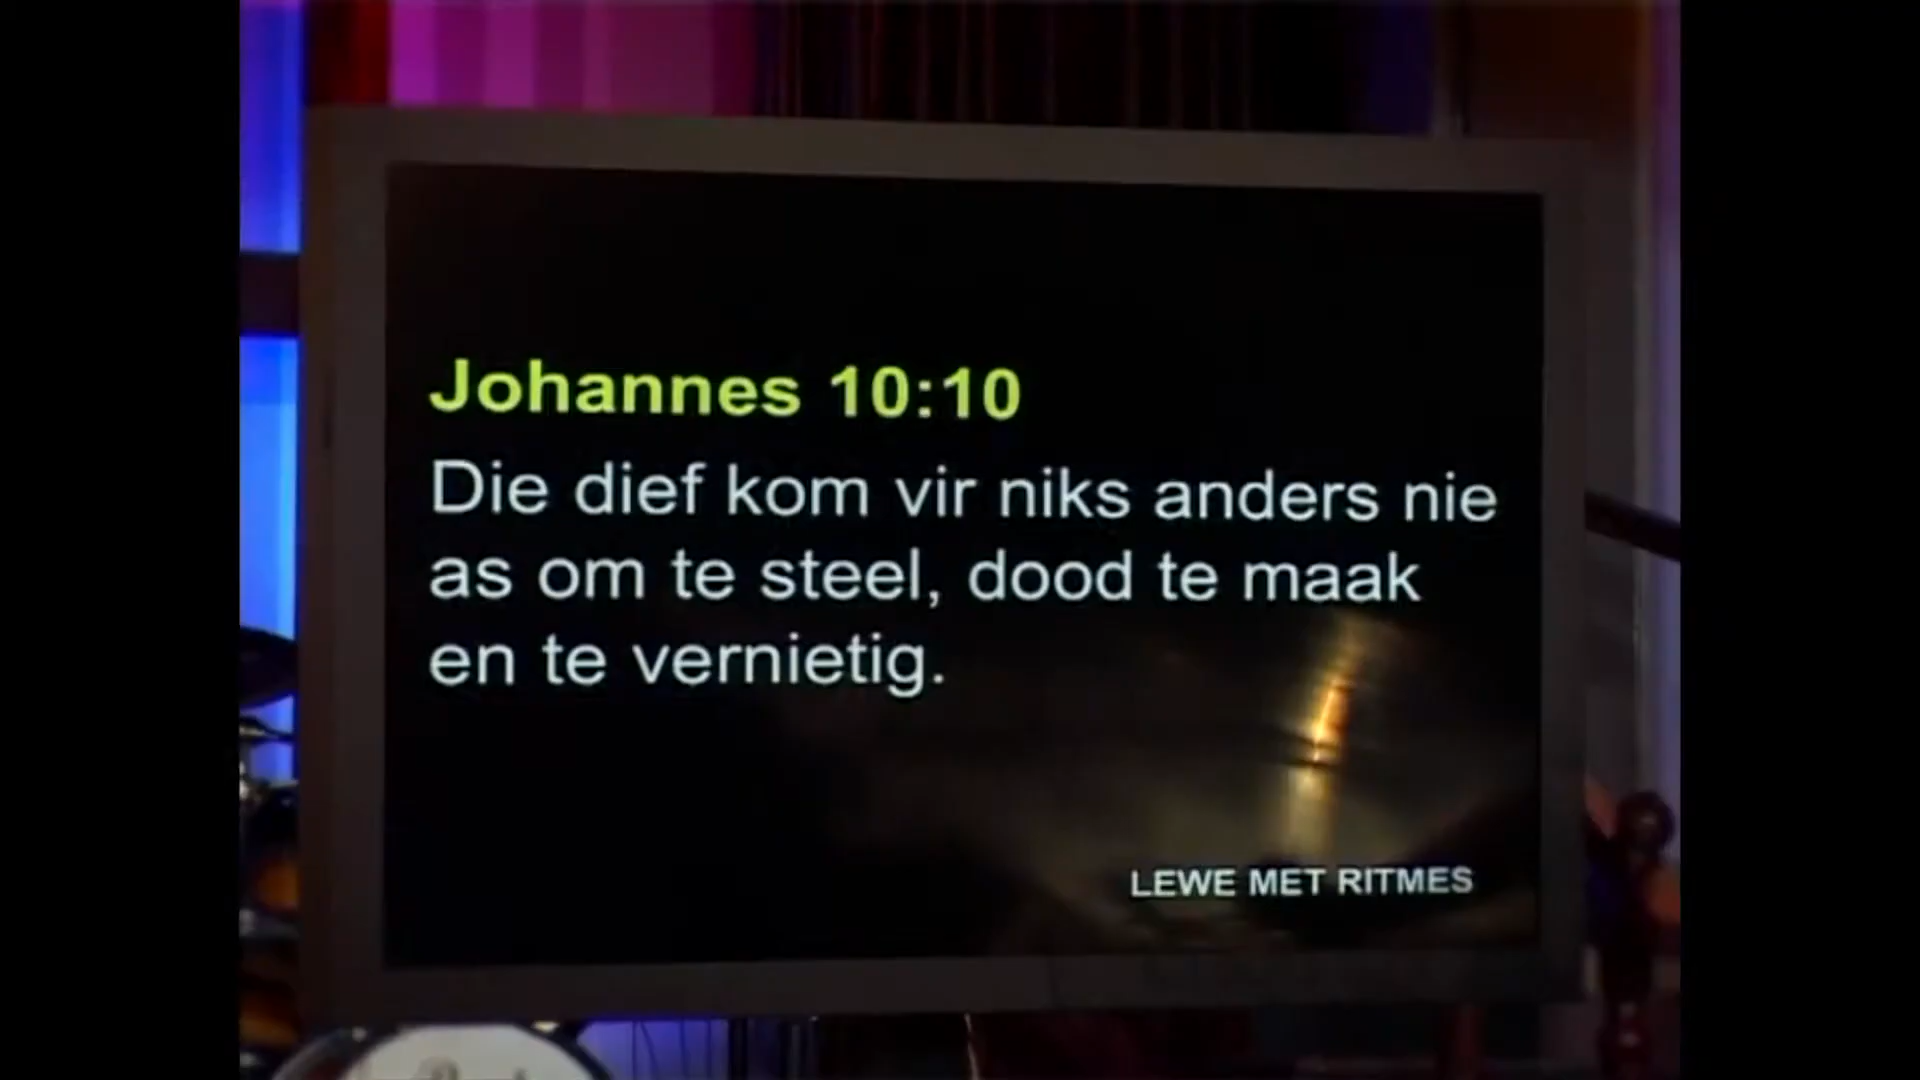 Johannes 10:10
Die dief kom vir niks anders nie
as om te steel, dood te maak
en te vernietig.
LEWE MET RITMES